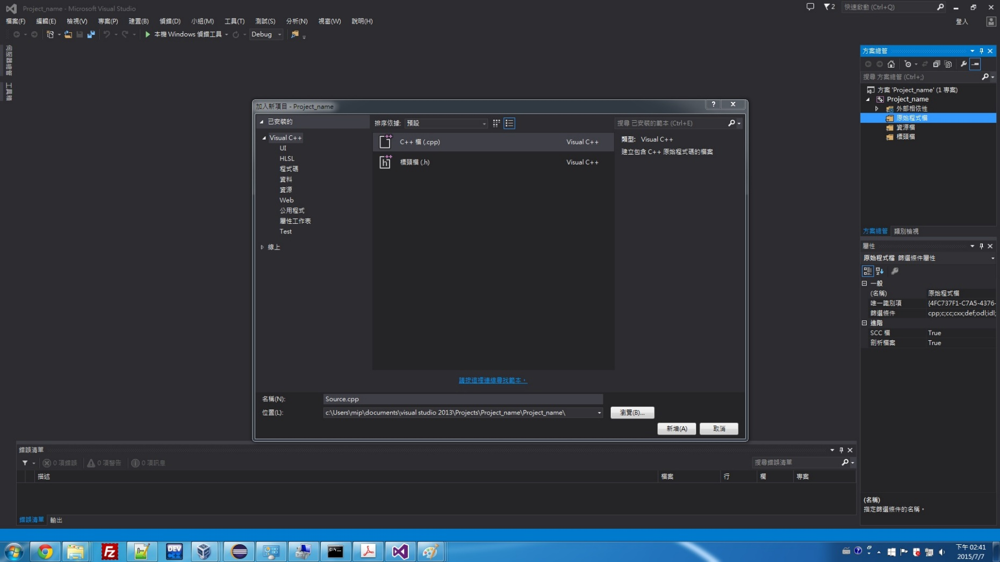 Project_name - Microsoft Visual Studio
2
快速啟動 (Ctrl+Q)
檔案(F) 編輯(E) 檢視(V) 專案(P) 建置(B) 偵錯(D) 小組(M) 工具(T) 測試(S) 分析(N) 視窗(W) 說明(H)
登入
本機 Windows 偵錯工具
Debug
伺服器總管
工具箱
加入新項目 - Project_name
已安裝的
Visual C++
UI
HLSL
程式碼
資料
資源
Web
公用程式
屬性工作表
Test
線上
排序依據: 預設
搜尋 已安裝的範本 (Ctrl+E)
C++ 檔 (.cpp) Visual C++
標頭檔 (.h) Visual C++
類型: Visual C++
建立包含 C++ 原始程式碼的檔案
請按這裡連線尋找範本。
名稱(N): Source.cpp
位置(L): c:\Users\mip\documents\visual studio 2013\Projects\Project_name\Project_name\
瀏覽(B)...
新增(A) 取消
方案總管
搜尋 方案總管 (Ctrl+;)
方案 'Project_name' (1 專案)
Project_name
外部相依性
原始程式檔
資源檔
標頭檔
方案總管 類別檢視
屬性
原始程式檔 篩選條件屬性
一般
(名稱) 原始程式檔
唯一識別項 {4FC737F1-C7A5-4376-
篩選條件 cpp;c;cc;cxx;def;odl;idl;
進階
SCC 檔 True
剖析檔案 True
(名稱)
指定篩選條件的名稱。
錯誤清單
0 項錯誤 0 項警告 0 項訊息
搜尋錯誤清單
描述 檔案 行 欄 專案
錯誤清單 輸出
DEV
C++
下午 02:41
2015/7/7